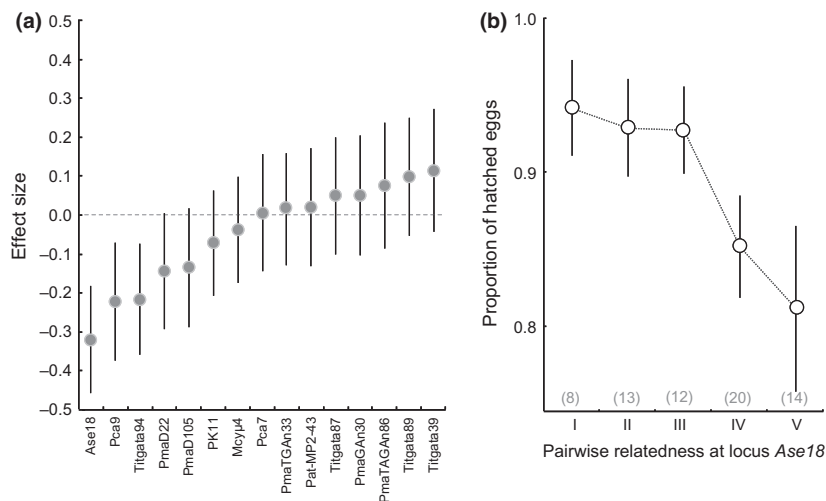 (a)
0.5
0.4
0.3
0.2
0.1
0.0
–0.1
–0.2
–0.3
–0.4
–0.5
Effect size
Ase18
Pca9
Titgata94
PmaD22
PmaD105
PK11
Mcyµ4
Pca7
PmaTGAn33
Pat-MP2-43
Titgata87
PmaGAn30
PmaTAGAn86
Titgata89
Titgata39
(b)
1.0
0.9
0.8
Proportion of hatched eggs
(8) (13) (12) (20) (14)
I II III IV V
Pairwise relatedness at locus Ase18